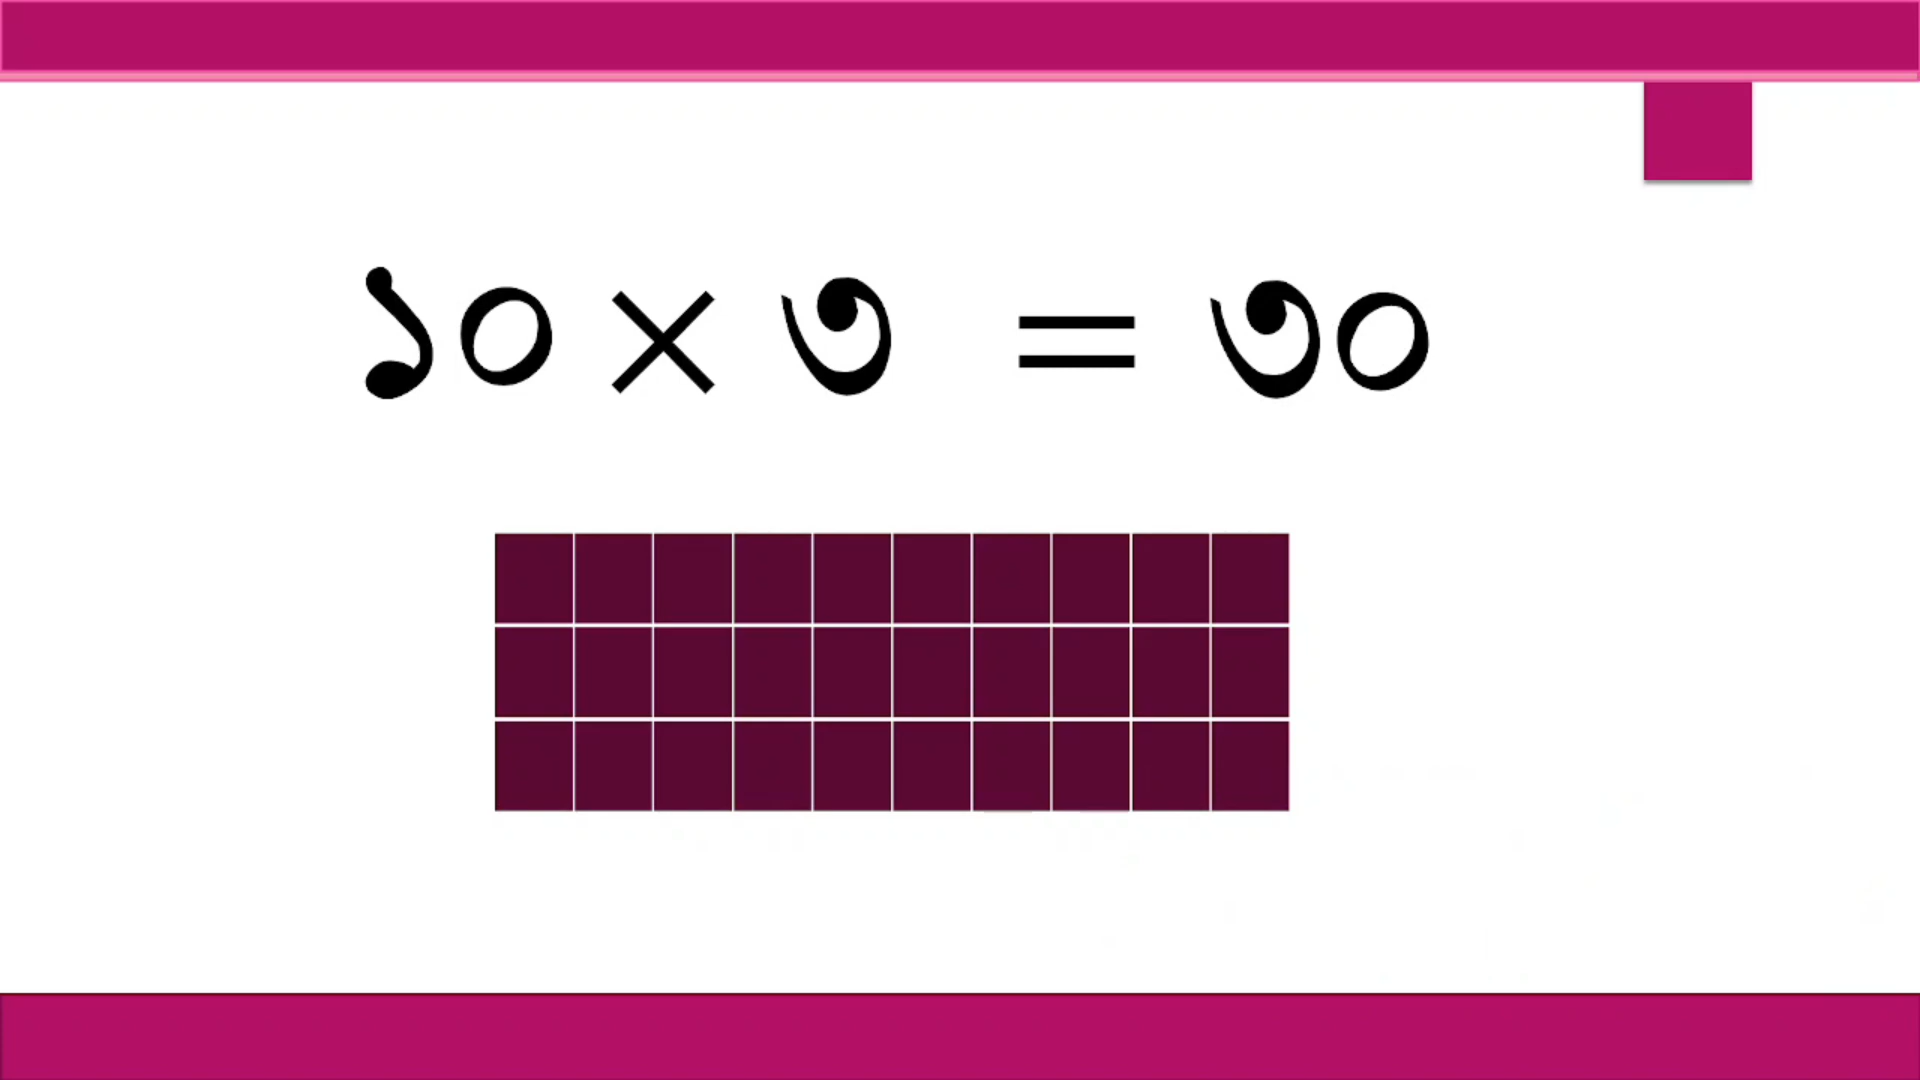 ১০ × ৩ = ৩০